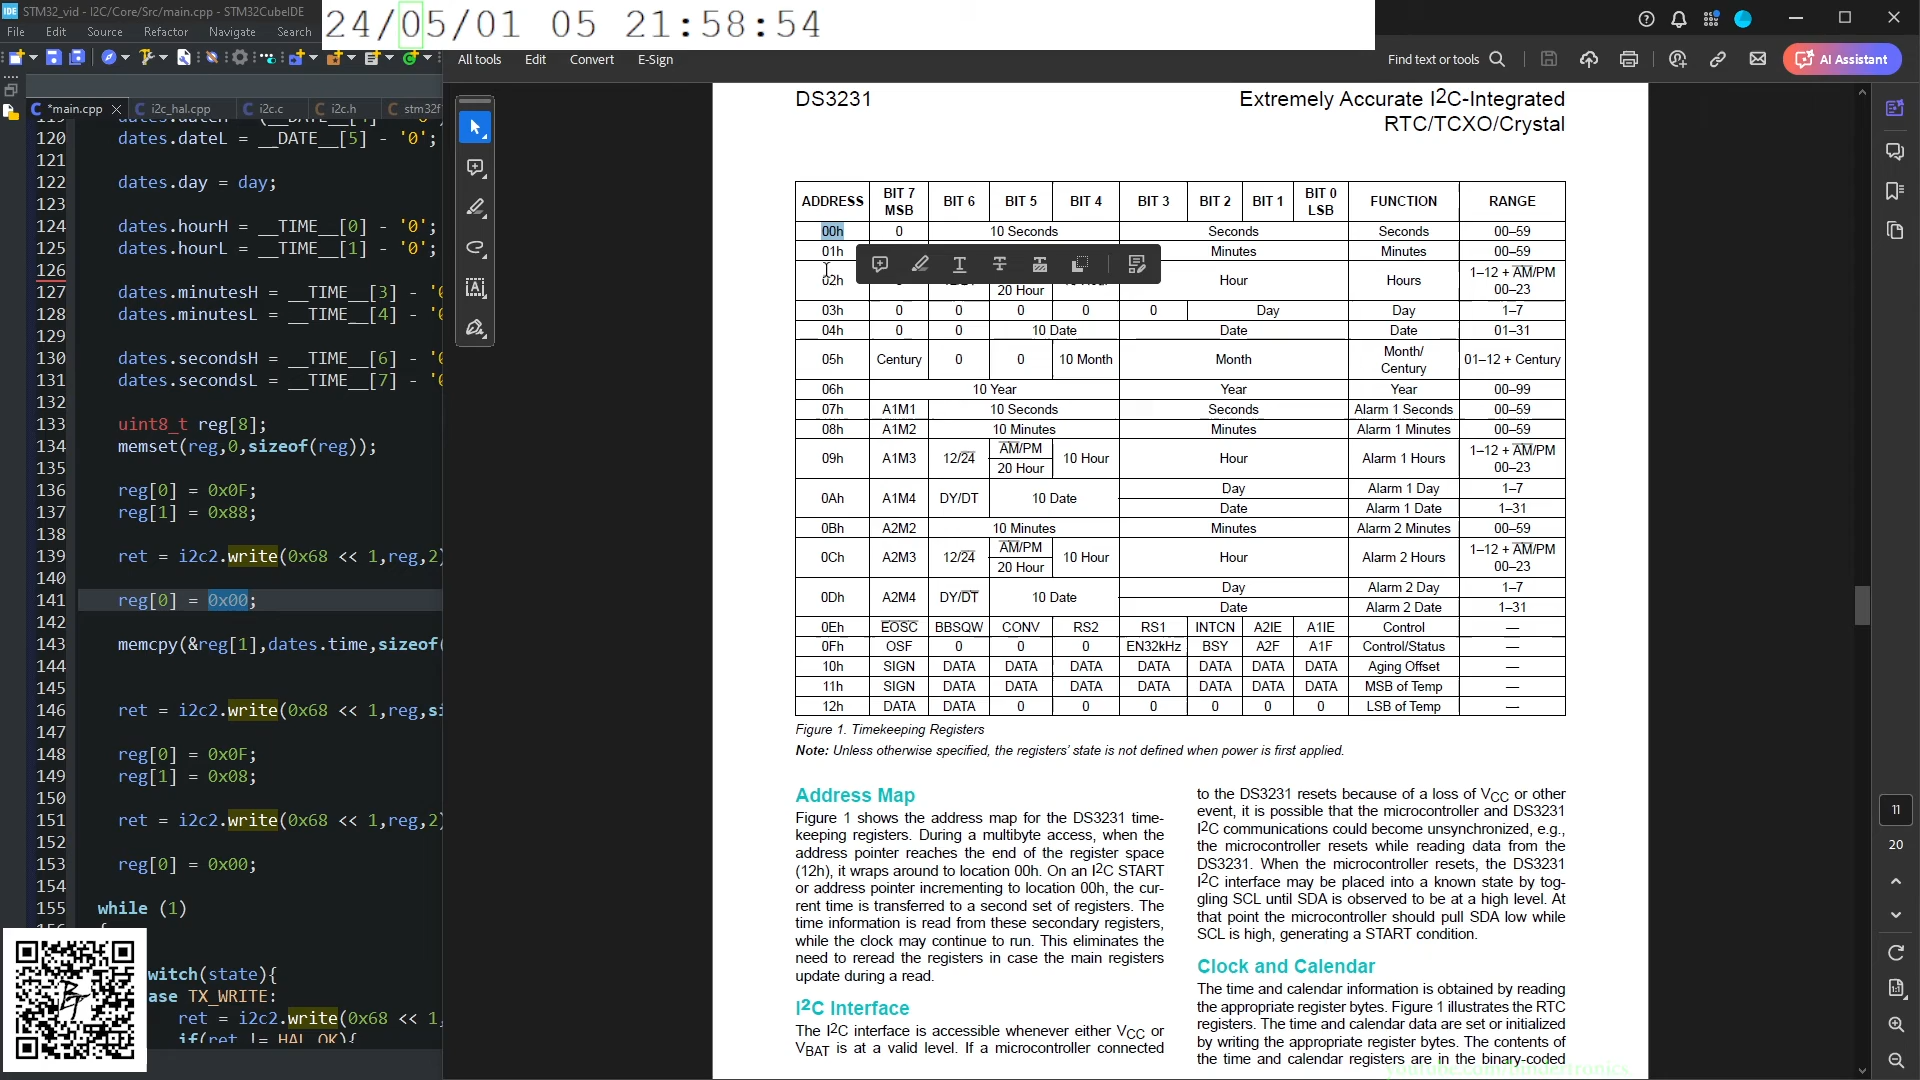 STM32_vid - I2C/Core/Src/main.cpp - STM32CubeIDE
File Edit Source Refactor Navigate Search
24/05/01 05 21:58:54
All tools Edit Convert E-Sign
Find text or tools
AI Assistant
*main.cpp i2c_hal.cpp i2c.c i2c.h stm32f
120 dates.dateL = __DATE__[5] - '0';
121
122 dates.day = day;
123
124 dates.hourH = __TIME__[0] - '0';
125 dates.hourL = __TIME__[1] - '0';
126
127 dates.minutesH = __TIME__[3] - '0
128 dates.minutesL = __TIME__[4] - '0
129
130 dates.secondsH = __TIME__[6] - '0
131 dates.secondsL = __TIME__[7] - '0
132
133 uint8_t reg[8];
134 memset(reg,0,sizeof(reg));
135
136 reg[0] = 0x0F;
137 reg[1] = 0x88;
138
139 ret = i2c2.write(0x68 << 1,reg,2)
140
141 reg[0] = 0x00;
142
143 memcpy(&reg[1],dates.time,sizeof(
144
145
146 ret = i2c2.write(0x68 << 1,reg,si
147
148 reg[0] = 0x0F;
149 reg[1] = 0x08;
150
151 ret = i2c2.write(0x68 << 1,reg,2)
152
153 reg[0] = 0x00;
154
155 while (1)
witch(state){
ase TX_WRITE:
ret = i2c2.write(0x68 << 1,
if(ret != HAL_OK){
DS3231
Extremely Accurate I2C-Integrated
RTC/TCXO/Crystal
ADDRESS BIT 7 MSB BIT 6 BIT 5 BIT 4 BIT 3 BIT 2 BIT 1 BIT 0 LSB FUNCTION RANGE
00h 0 10 Seconds Seconds Seconds 00–59
01h Minutes Minutes 00–59
02h 20 Hour Hour Hours 1–12 + AM/PM 00–23
03h 0 0 0 0 0 Day Day 1–7
04h 0 0 10 Date Date Date 01–31
05h Century 0 0 10 Month Month Month/Century 01–12 + Century
06h 10 Year Year Year 00–99
07h A1M1 10 Seconds Seconds Alarm 1 Seconds 00–59
08h A1M2 10 Minutes Minutes Alarm 1 Minutes 00–59
09h A1M3 12/24 AM/PM 20 Hour 10 Hour Hour Alarm 1 Hours 1–12 + AM/PM 00–23
0Ah A1M4 DY/DT 10 Date Day Alarm 1 Day 1–7
Date Alarm 1 Date 1–31
0Bh A2M2 10 Minutes Minutes Alarm 2 Minutes 00–59
0Ch A2M3 12/24 AM/PM 20 Hour 10 Hour Hour Alarm 2 Hours 1–12 + AM/PM 00–23
0Dh A2M4 DY/DT 10 Date Day Alarm 2 Day 1–7
Date Alarm 2 Date 1–31
0Eh EOSC BBSQW CONV RS2 RS1 INTCN A2IE A1IE Control —
0Fh OSF 0 0 0 EN32kHz BSY A2F A1F Control/Status —
10h SIGN DATA DATA DATA DATA DATA DATA DATA Aging Offset —
11h SIGN DATA DATA DATA DATA DATA DATA DATA MSB of Temp —
12h DATA DATA 0 0 0 0 0 0 LSB of Temp —
Figure 1. Timekeeping Registers
Note: Unless otherwise specified, the registers' state is not defined when power is first applied.
Address Map
Figure 1 shows the address map for the DS3231 time-
keeping registers. During a multibyte access, when the
address pointer reaches the end of the register space
(12h), it wraps around to location 00h. On an I2C START
or address pointer incrementing to location 00h, the cur-
rent time is transferred to a second set of registers. The
time information is read from these secondary registers,
while the clock may continue to run. This eliminates the
need to reread the registers in case the main registers
update during a read.
I2C Interface
The I2C interface is accessible whenever either VCC or
VBAT is at a valid level. If a microcontroller connected
to the DS3231 resets because of a loss of VCC or other
event, it is possible that the microcontroller and DS3231
I2C communications could become unsynchronized, e.g.,
the microcontroller resets while reading data from the
DS3231. When the microcontroller resets, the DS3231
I2C interface may be placed into a known state by tog-
gling SCL until SDA is observed to be at a high level. At
that point the microcontroller should pull SDA low while
SCL is high, generating a START condition.
Clock and Calendar
The time and calendar information is obtained by reading
the appropriate register bytes. Figure 1 illustrates the RTC
registers. The time and calendar data are set or initialized
by writing the appropriate register bytes. The contents of
the time and calendar registers are in the binary-coded
11
20